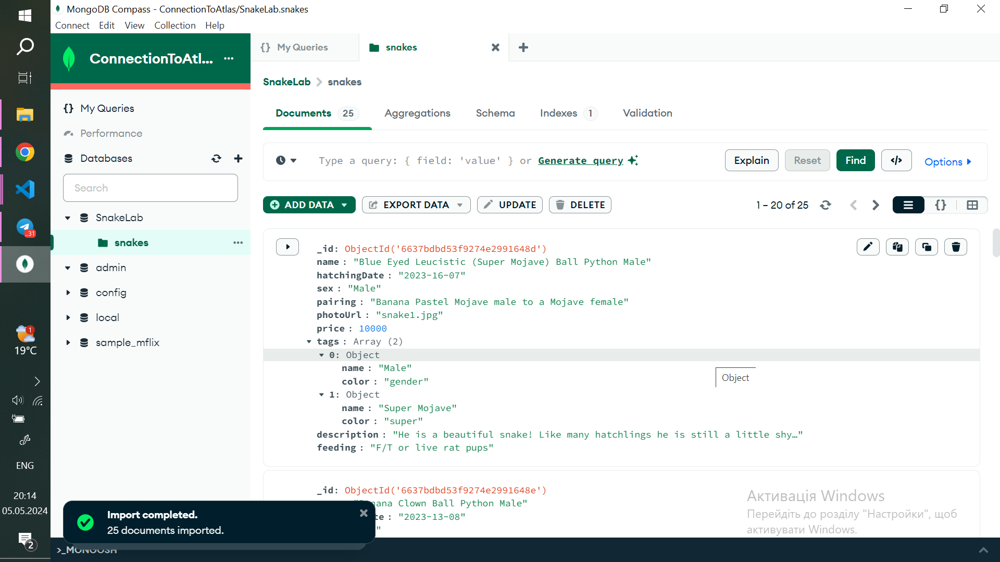 MongoDB Compass - ConnectionToAtlas/SnakeLab.snakes
Connect Edit View Collection Help
ConnectionToAtl... ...
My Queries
snakes
SnakeLab > snakes
My Queries
Performance
Databases
Search
SnakeLab
snakes
admin
config
local
sample_mflix
Documents 25 Aggregations Schema Indexes 1 Validation
Type a query: { field: 'value' } or Generate query
Explain Reset Find </> Options
ADD DATA EXPORT DATA UPDATE DELETE
1 – 20 of 25
{}
_id: ObjectId('6637bdbd53f9274e2991648d')
name : "Blue Eyed Leucistic (Super Mojave) Ball Python Male"
hatchingDate : "2023-16-07"
sex : "Male"
pairing : "Banana Pastel Mojave male to a Mojave female"
photoUrl : "snake1.jpg"
price : 10000
tags : Array (2)
0: Object
name : "Male"
color : "gender"
Object
1: Object
name : "Super Mojave"
color : "super"
description : "He is a beautiful snake! Like many hatchlings he is still a little shy…"
feeding : "F/T or live rat pups"
_id: ObjectId('6637bdbd53f9274e2991648e')
Clown Ball Python Male"
: "2023-13-08"
Import completed.
25 documents imported.
>_MONGOSH
Активація Windows
Перейдіть до розділу "Настройки", щоб
активувати Windows.
..31
1
19°C
ENG
20:14
05.05.2024
2